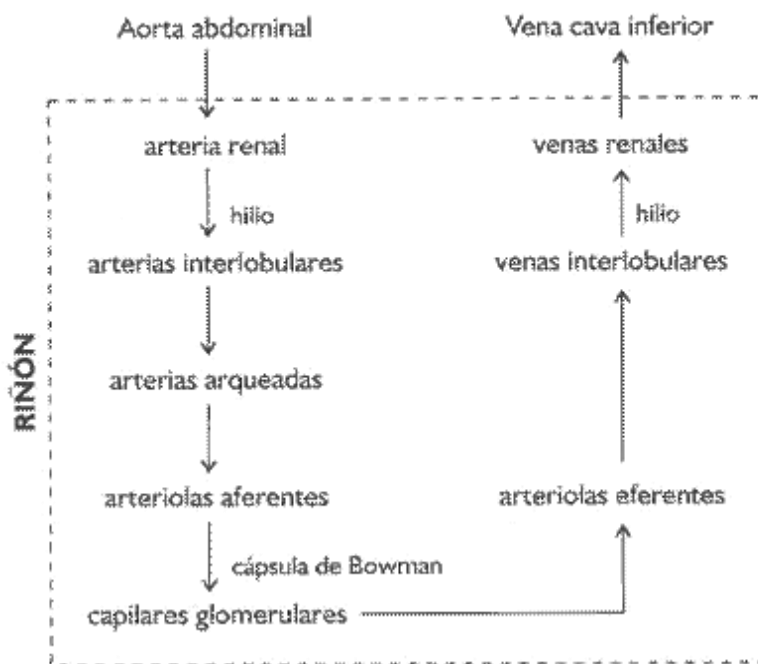 Aorta abdominal
Vena cava inferior
arteria renal
venas renales
hilio
hilio
arterias interlobulares
venas interlobulares
arterias arqueadas
RIÑÓN
arteriolas aferentes
arteriolas eferentes
cápsula de Bowman
capilares glomerulares